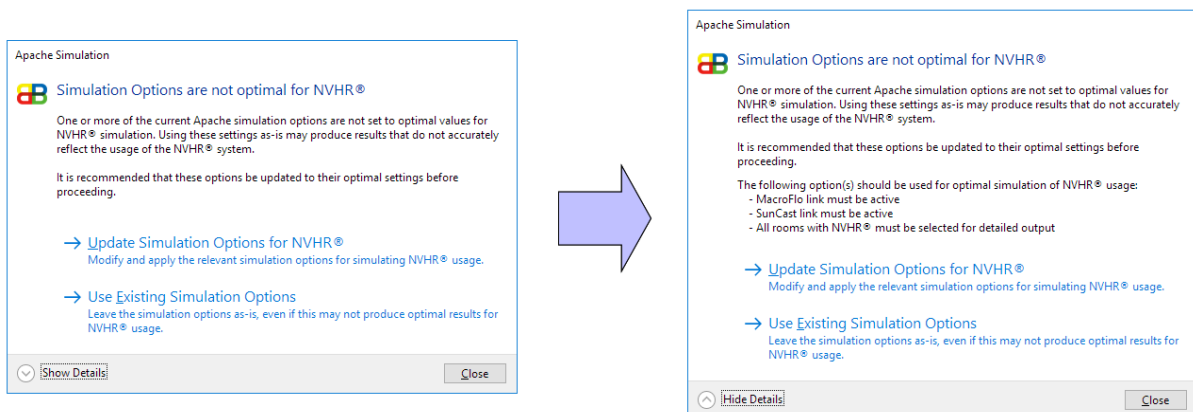 Apache Simulation
Simulation Options are not optimal for NVHR®
One or more of the current Apache simulation options are not set to optimal values for
NVHR® simulation. Using these settings as-is may produce results that do not accurately
reflect the usage of the NVHR® system.
It is recommended that these options be updated to their optimal settings before
proceeding.
→ Update Simulation Options for NVHR®
Modify and apply the relevant simulation options for simulating NVHR® usage.
→ Use Existing Simulation Options
Leave the simulation options as-is, even if this may not produce optimal results for
NVHR® usage.
Show Details
Close
Apache Simulation
Simulation Options are not optimal for NVHR®
One or more of the current Apache simulation options are not set to optimal values for
NVHR® simulation. Using these settings as-is may produce results that do not accurately
reflect the usage of the NVHR® system.
It is recommended that these options be updated to their optimal settings before
proceeding.
The following option(s) should be used for optimal simulation of NVHR® usage:
- MacroFlo link must be active
- SunCast link must be active
- All rooms with NVHR® must be selected for detailed output
→ Update Simulation Options for NVHR®
Modify and apply the relevant simulation options for simulating NVHR® usage.
→ Use Existing Simulation Options
Leave the simulation options as-is, even if this may not produce optimal results for
NVHR® usage.
Hide Details
Close